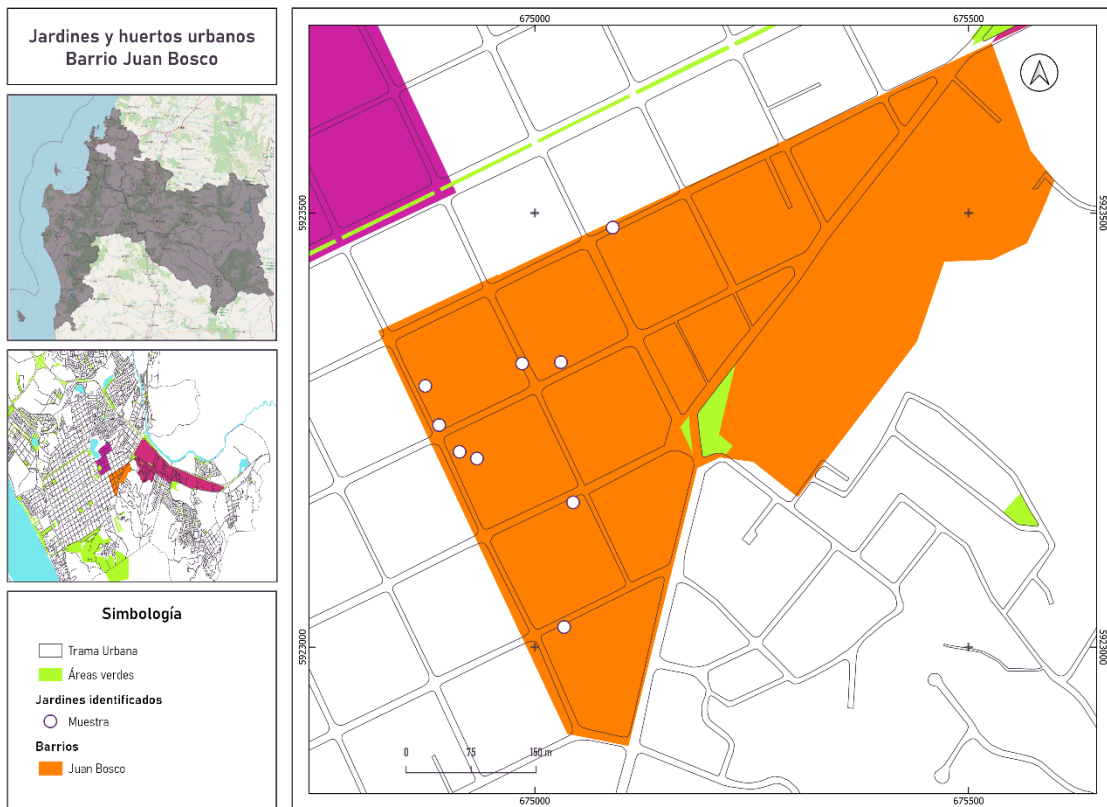 Jardines y huertos urbanos
Barrio Juan Bosco
Simbología
Trama Urbana
Áreas verdes
Jardines identificados
Muestra
Barrios
Juan Bosco
675000
675500
5923500
5923500
5923000
5923000
0
75
150 m
675000
675500